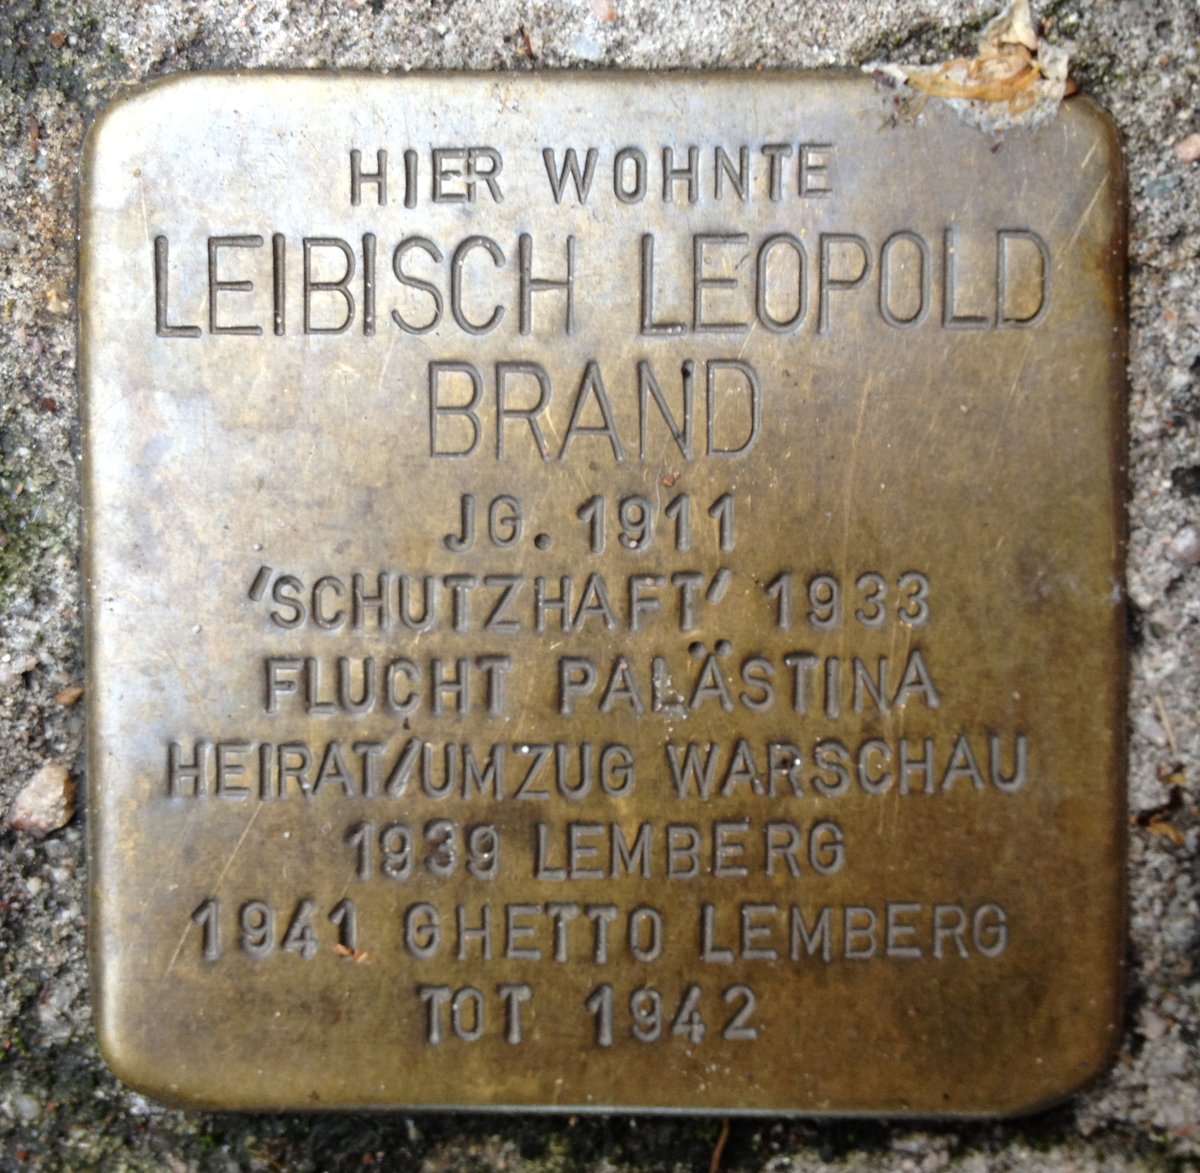 HIER WOHNTE
LEIBISCH LEOPOLD
BRAND
JG. 1911
'SCHUTZHAFT' 1933
FLUCHT PALÄSTINA
HEIRAT/UMZUG WARSCHAU
1939 LEMBERG
1941 GHETTO LEMBERG
TOT 1942